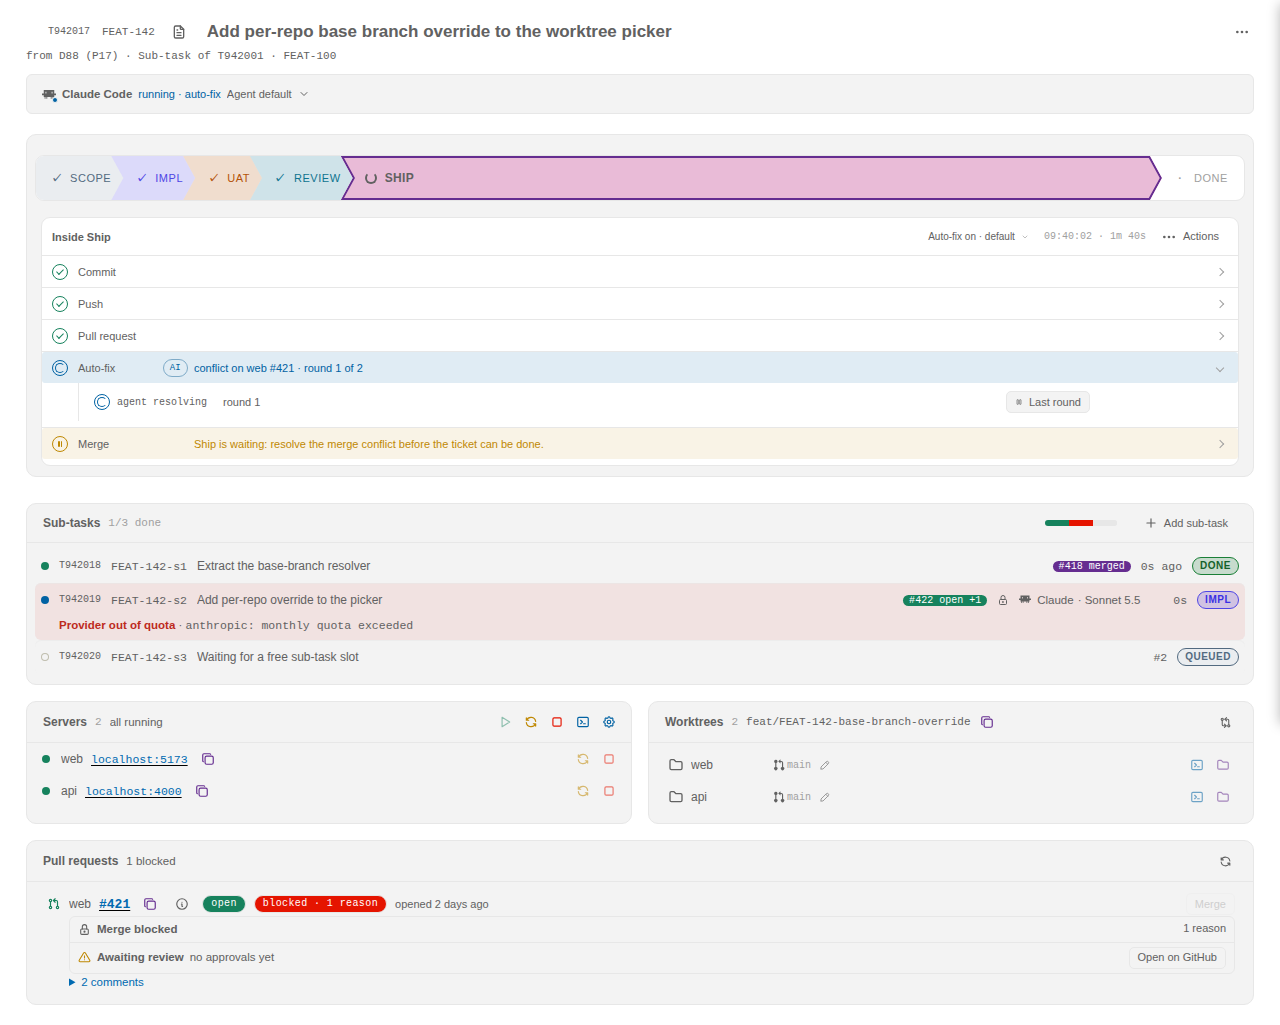 T942017 FEAT-142 Add per-repo base branch override to the worktree picker
from D88 (P17) · Sub-task of T942001 · FEAT-100
Claude Code running · auto-fix Agent default
SCOPE IMPL UAT REVIEW SHIP · DONE
Inside Ship Auto-fix on · default 09:40:02 · 1m 40s Actions
Commit
Push
Pull request
Auto-fix AI conflict on web #421 · round 1 of 2
agent resolving round 1 Last round
Merge Ship is waiting: resolve the merge conflict before the ticket can be done.
Sub-tasks 1/3 done Add sub-task
T942018 FEAT-142-s1 Extract the base-branch resolver #418 merged 0s ago DONE
T942019 FEAT-142-s2 Add per-repo override to the picker #422 open +1 Claude · Sonnet 5.5 0s IMPL
Provider out of quota · anthropic: monthly quota exceeded
T942020 FEAT-142-s3 Waiting for a free sub-task slot #2 QUEUED
Servers 2 all running
web localhost:5173
api localhost:4000
Worktrees 2 feat/FEAT-142-base-branch-override
web main
api main
Pull requests 1 blocked
web #421 open blocked · 1 reason opened 2 days ago Merge
Merge blocked 1 reason
Awaiting review no approvals yet Open on GitHub
2 comments